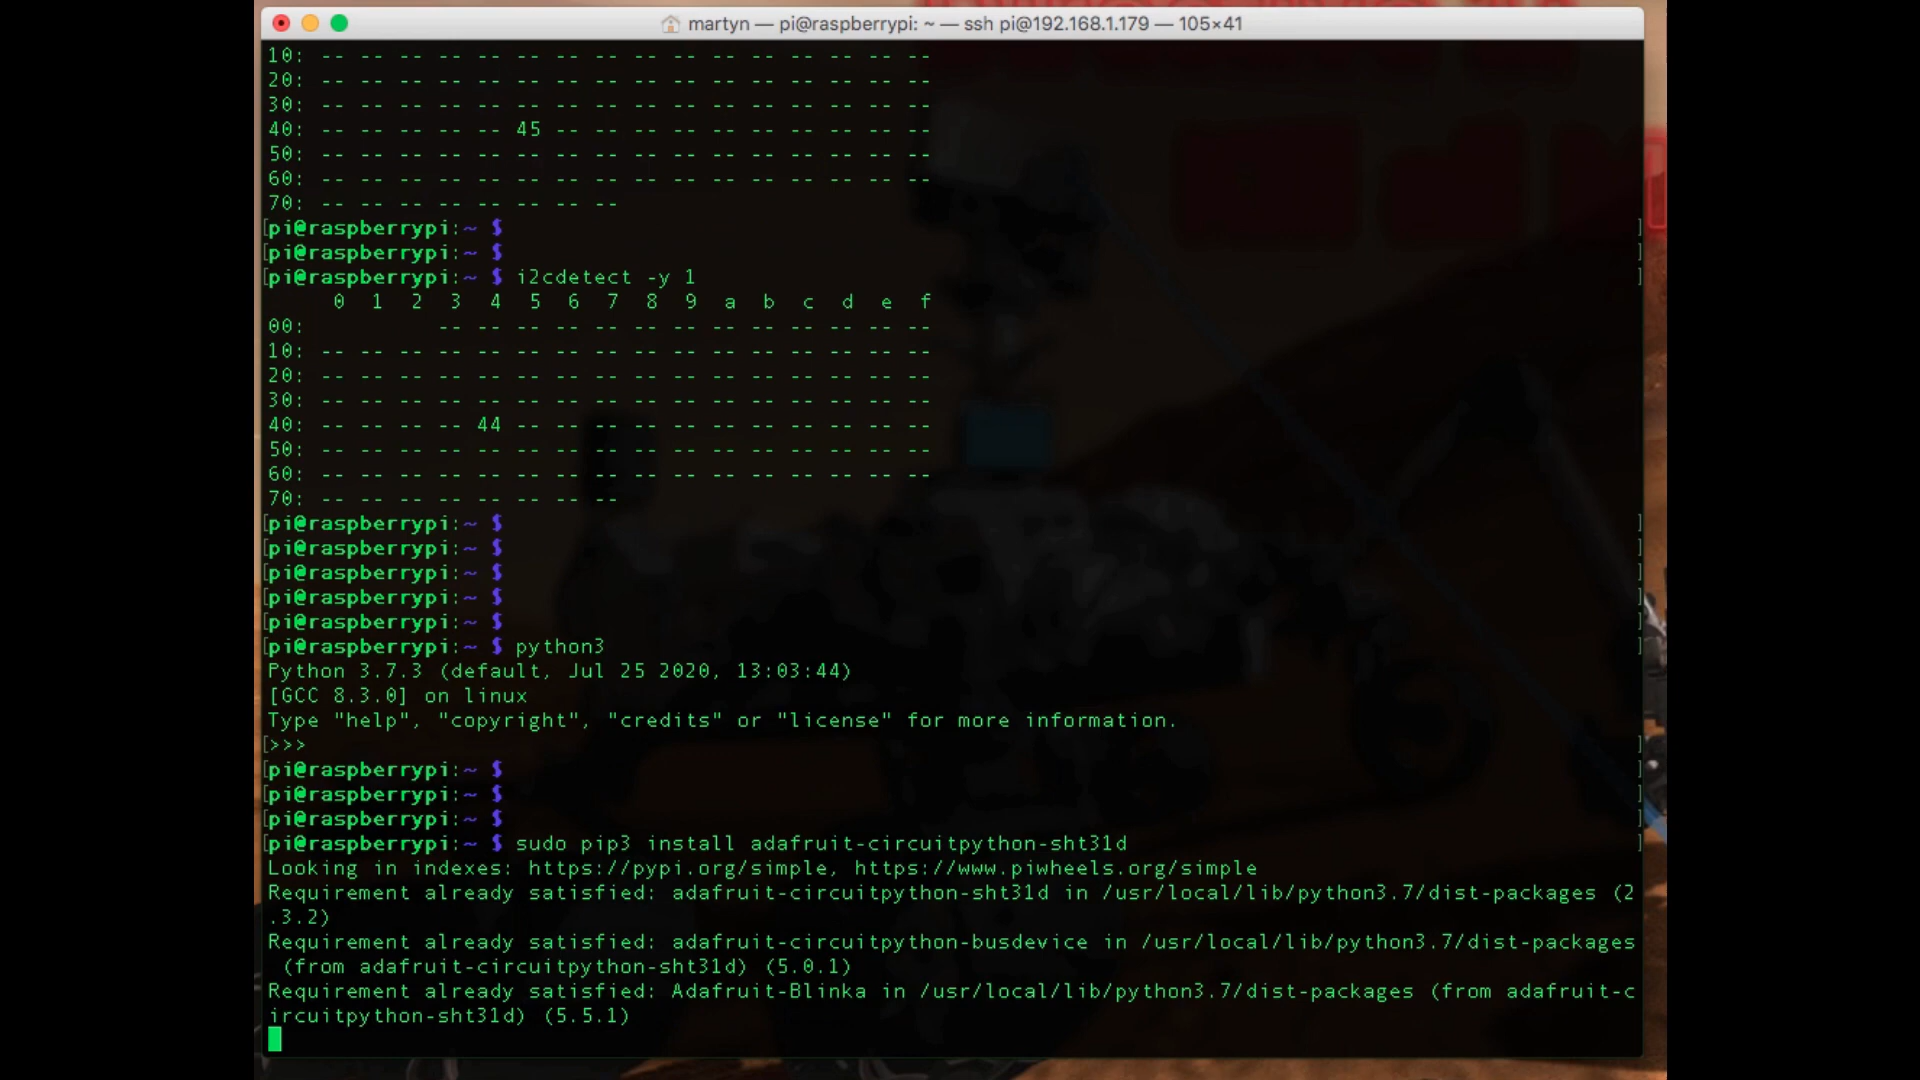 martyn — pi@raspberrypi: ~ — ssh pi@192.168.1.179 — 105×41
10: -- -- -- -- -- -- -- -- -- -- -- -- -- -- -- --
20: -- -- -- -- -- -- -- -- -- -- -- -- -- -- -- --
30: -- -- -- -- -- -- -- -- -- -- -- -- -- -- -- --
40: -- -- -- -- -- 45 -- -- -- -- -- -- -- -- -- --
50: -- -- -- -- -- -- -- -- -- -- -- -- -- -- -- --
60: -- -- -- -- -- -- -- -- -- -- -- -- -- -- -- --
70: -- -- -- -- -- -- -- --
[pi@raspberrypi:~ $ ]
[pi@raspberrypi:~ $ ]
[pi@raspberrypi:~ $ i2cdetect -y 1 ]
0 1 2 3 4 5 6 7 8 9 a b c d e f
00: -- -- -- -- -- -- -- -- -- -- -- -- --
10: -- -- -- -- -- -- -- -- -- -- -- -- -- -- -- --
20: -- -- -- -- -- -- -- -- -- -- -- -- -- -- -- --
30: -- -- -- -- -- -- -- -- -- -- -- -- -- -- -- --
40: -- -- -- -- 44 -- -- -- -- -- -- -- -- -- -- --
50: -- -- -- -- -- -- -- -- -- -- -- -- -- -- -- --
60: -- -- -- -- -- -- -- -- -- -- -- -- -- -- -- --
70: -- -- -- -- -- -- -- --
[pi@raspberrypi:~ $ ]
[pi@raspberrypi:~ $ ]
[pi@raspberrypi:~ $ ]
[pi@raspberrypi:~ $ ]
[pi@raspberrypi:~ $ ]
[pi@raspberrypi:~ $ python3 ]
Python 3.7.3 (default, Jul 25 2020, 13:03:44)
[GCC 8.3.0] on linux
Type "help", "copyright", "credits" or "license" for more information.
[>>> ]
[pi@raspberrypi:~ $ ]
[pi@raspberrypi:~ $ ]
[pi@raspberrypi:~ $ ]
[pi@raspberrypi:~ $ sudo pip3 install adafruit-circuitpython-sht31d ]
Looking in indexes: https://pypi.org/simple, https://www.piwheels.org/simple
Requirement already satisfied: adafruit-circuitpython-sht31d in /usr/local/lib/python3.7/dist-packages (2
.3.2)
Requirement already satisfied: adafruit-circuitpython-busdevice in /usr/local/lib/python3.7/dist-packages
(from adafruit-circuitpython-sht31d) (5.0.1)
Requirement already satisfied: Adafruit-Blinka in /usr/local/lib/python3.7/dist-packages (from adafruit-c
ircuitpython-sht31d) (5.5.1)